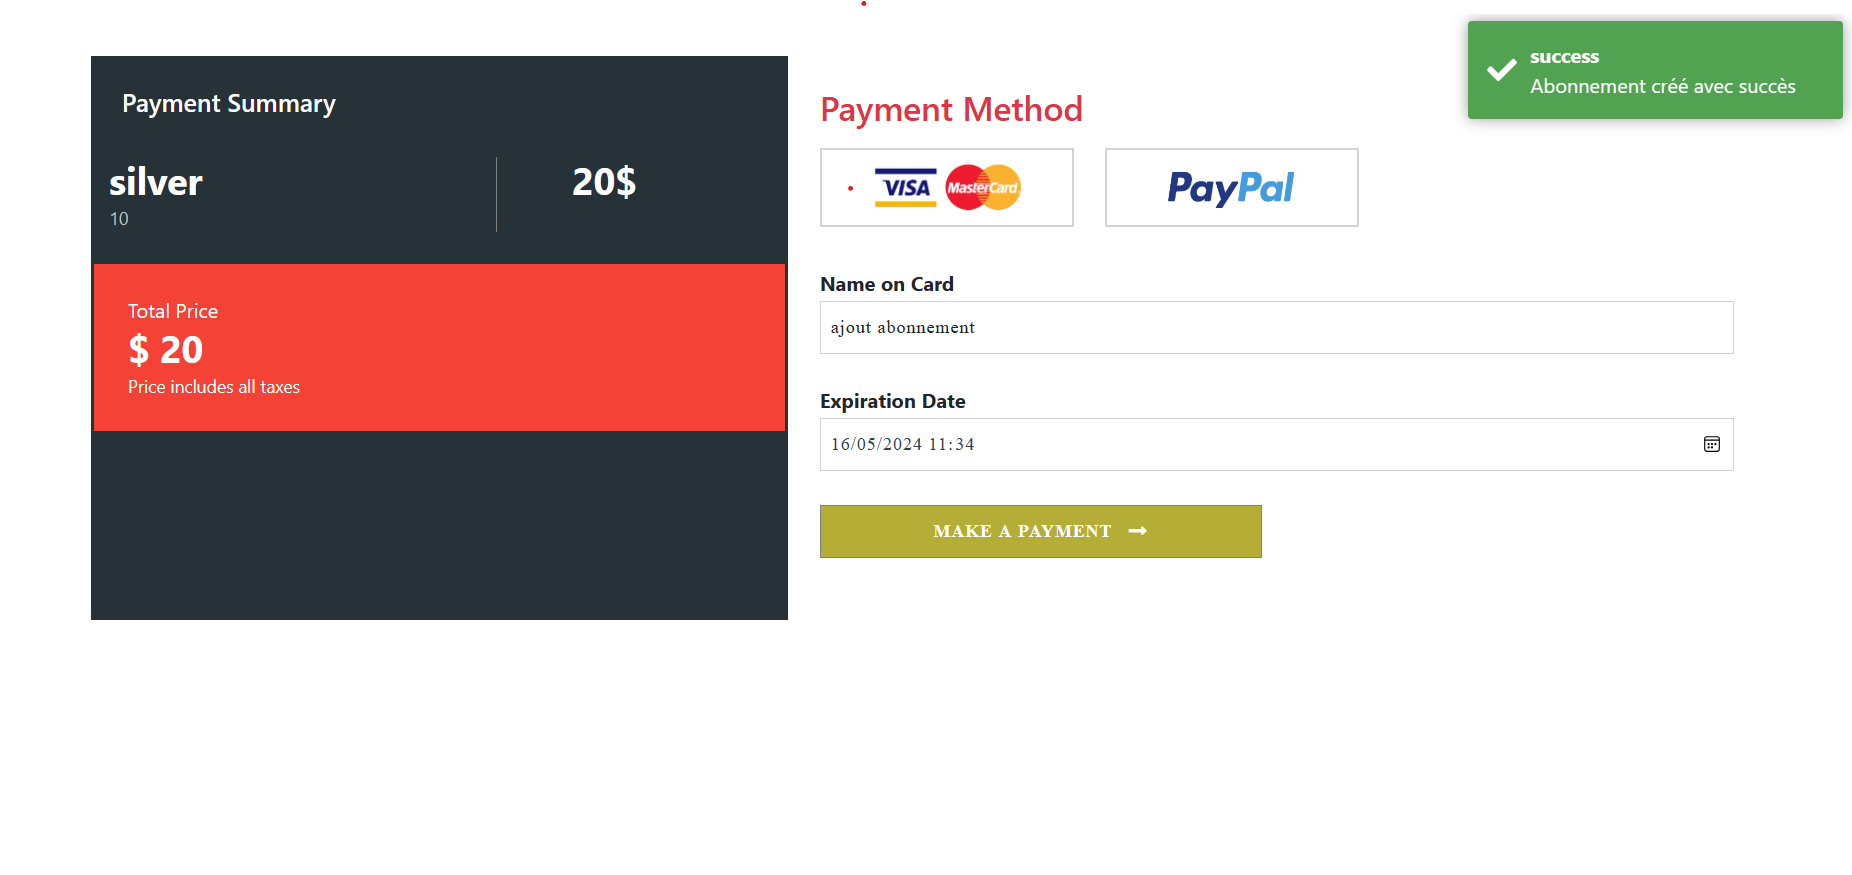 success
Abonnement créé avec succès
Payment Summary
silver
10
20$
Total Price
$ 20
Price includes all taxes
Payment Method
VISA MasterCard
PayPal
Name on Card
ajout abonnement
Expiration Date
16/05/2024 11:34
MAKE A PAYMENT